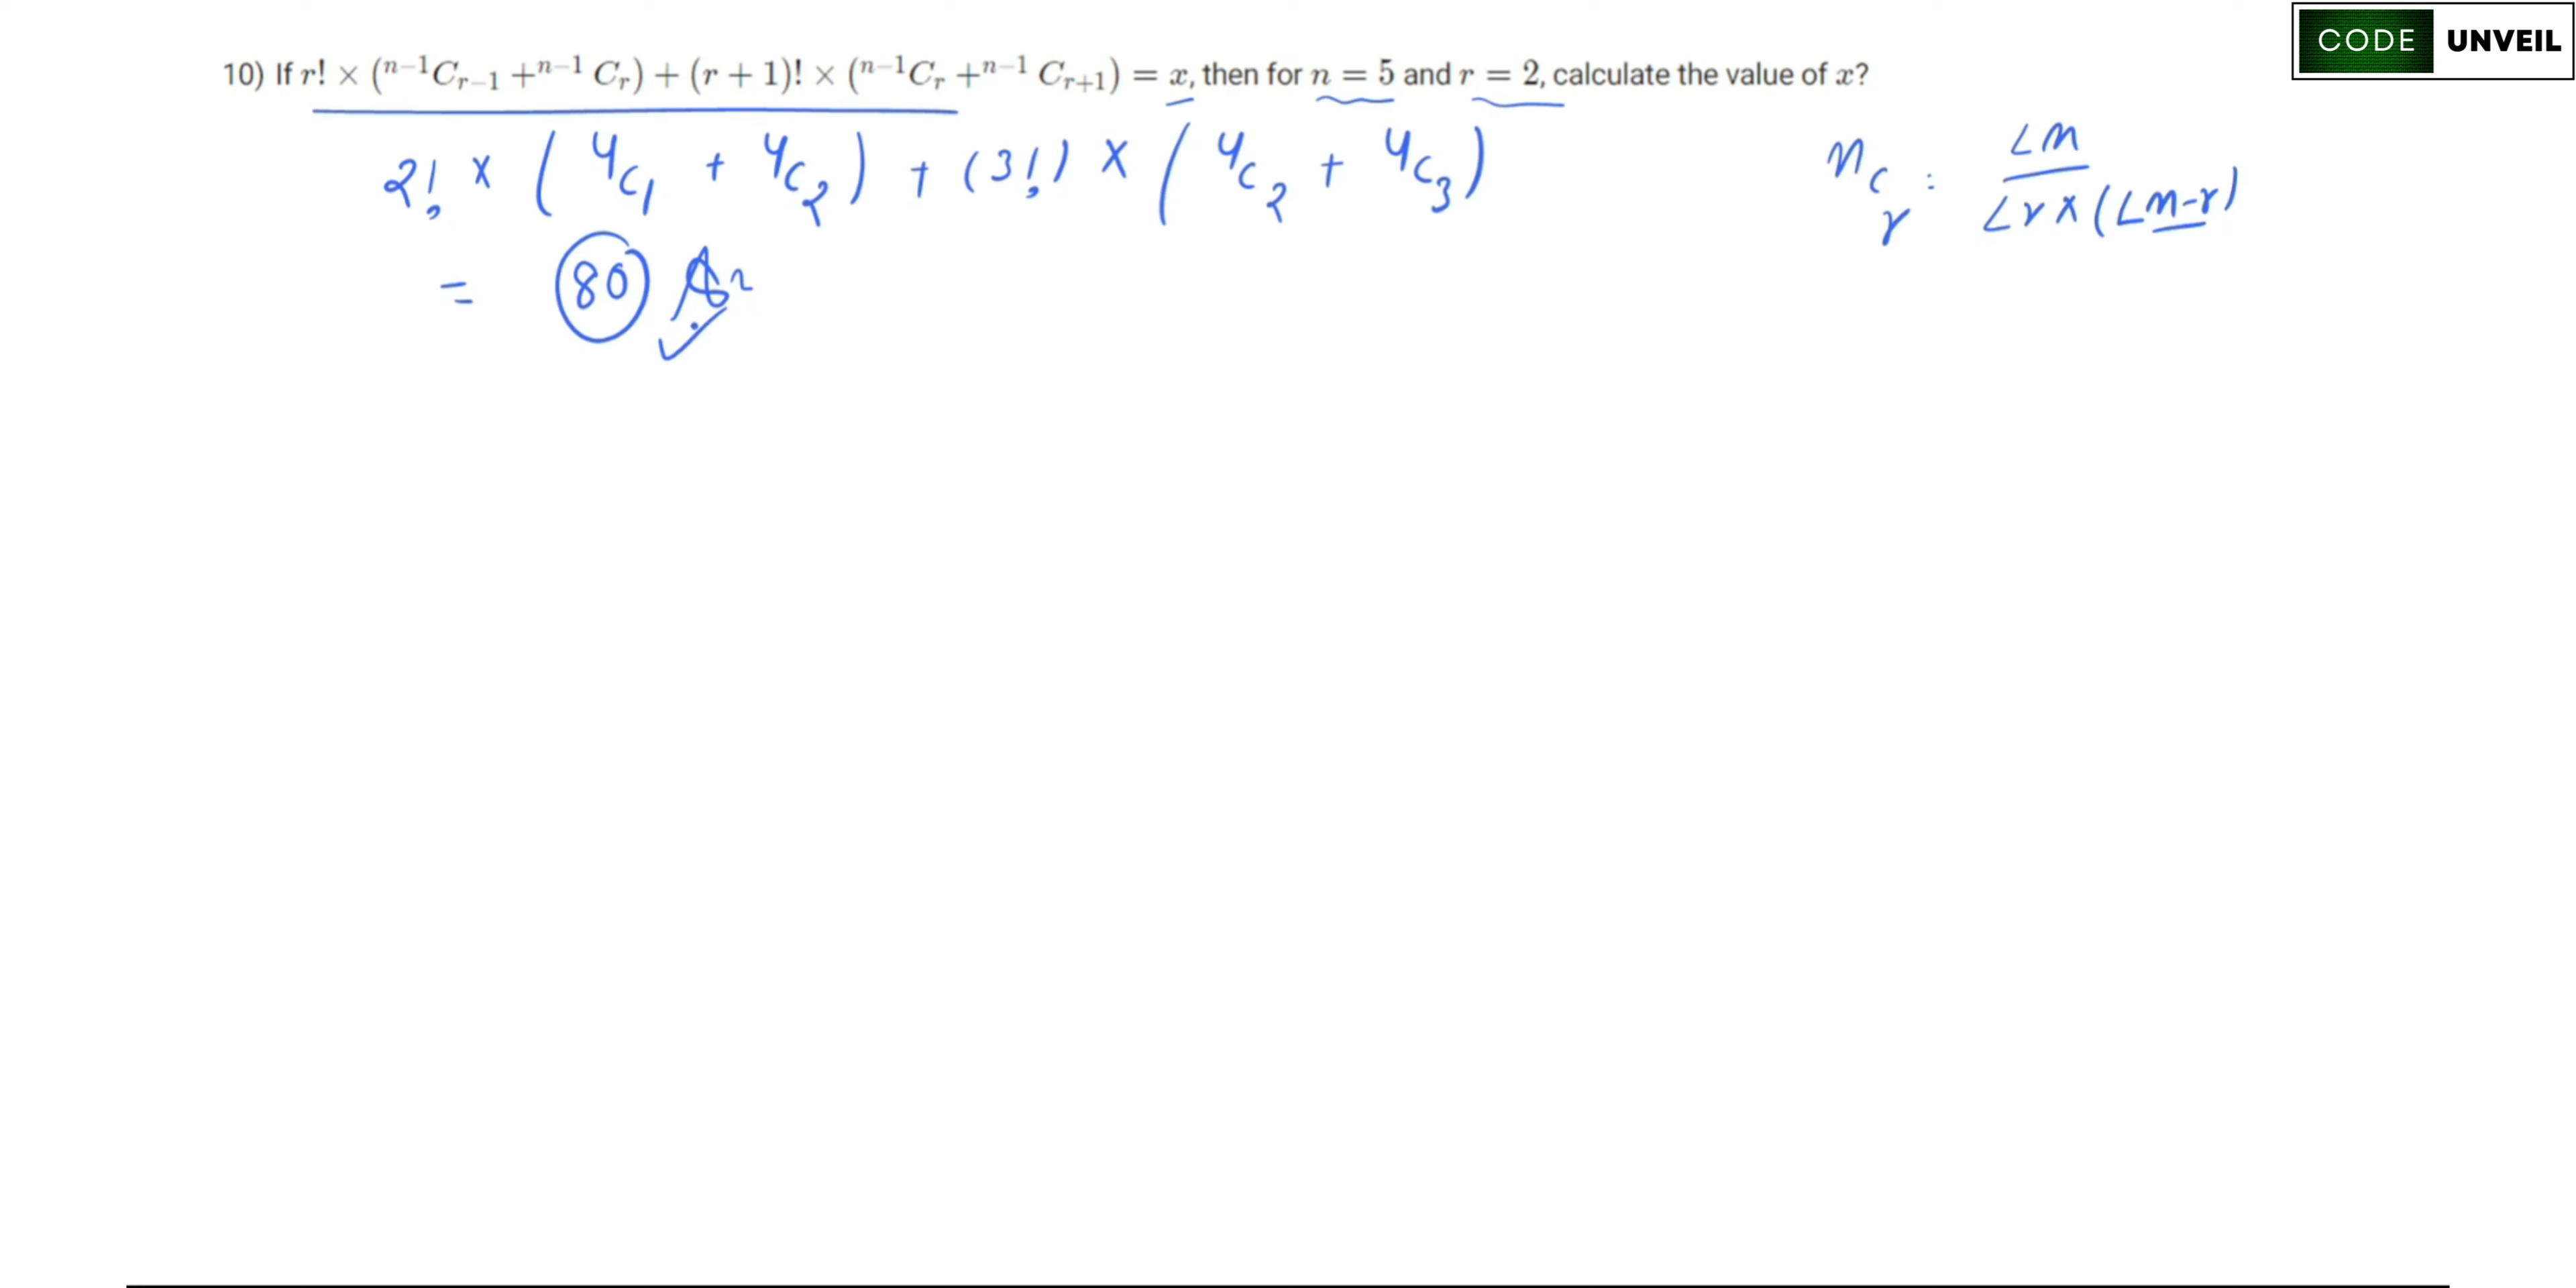 CODE UNVEIL
10) If r! × (ⁿ⁻¹Cᵣ₋₁ +ⁿ⁻¹ Cᵣ) + (r + 1)! × (ⁿ⁻¹Cᵣ +ⁿ⁻¹ Cᵣ₊₁) = x, then for n = 5 and r = 2, calculate the value of x?
2! × (⁴C₁ + ⁴C₂) + (3!) × (⁴C₂ + ⁴C₃)
= 80
ⁿCᵣ : ∠n / ∠r × (∠n-r)